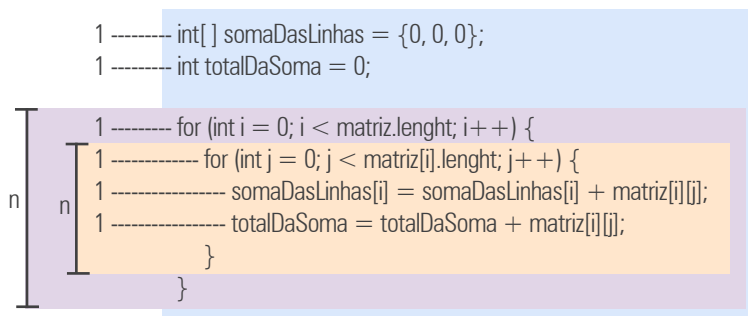 1 --------- int[ ] somaDasLinhas = {0, 0, 0};
1 --------- int totalDaSoma = 0;
1 --------- for (int i = 0; i < matriz.lenght; i++) {
1 ------------- for (int j = 0; j < matriz[i].lenght; j++) {
1 ----------------- somaDasLinhas[i] = somaDasLinhas[i] + matriz[i][j];
n
n
1 ----------------- totalDaSoma = totalDaSoma + matriz[i][j];
}
}